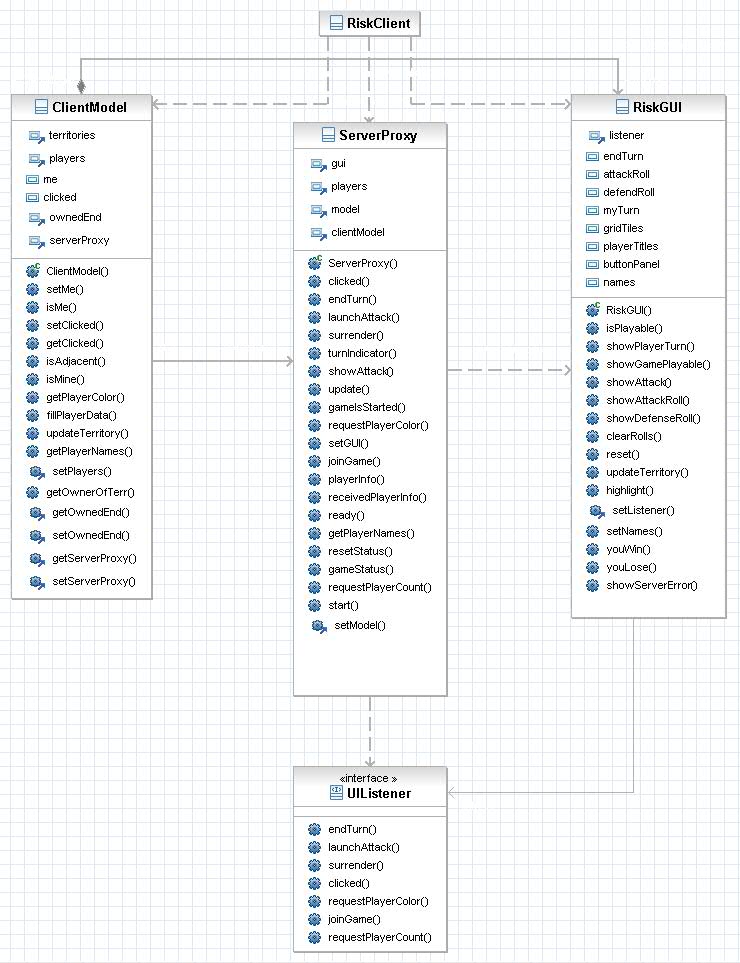 RiskClient
ClientModel
territories
players
me
clicked
ownedEnd
serverProxy
ClientModel()
setMe()
isMe()
setClicked()
getClicked()
isAdjacent()
isMine()
getPlayerColor()
fillPlayerData()
updateTerritory()
getPlayerNames()
setPlayers()
getOwnerOfTerr()
getOwnedEnd()
setOwnedEnd()
getServerProxy()
setServerProxy()
ServerProxy
gui
players
model
clientModel
ServerProxy()
clicked()
endTurn()
launchAttack()
surrender()
turnIndicator()
showAttack()
update()
gameIsStarted()
requestPlayerColor()
setGUI()
joinGame()
playerInfo()
receivedPlayerInfo()
ready()
getPlayerNames()
resetStatus()
gameStatus()
requestPlayerCount()
start()
setModel()
RiskGUI
listener
endTurn
attackRoll
defendRoll
myTurn
gridTiles
playerTitles
buttonPanel
names
RiskGUI()
isPlayable()
showPlayerTurn()
showGamePlayable()
showAttack()
showAttackRoll()
showDefenseRoll()
clearRolls()
reset()
updateTerritory()
highlight()
setListener()
setNames()
youWin()
youLose()
showServerError()
«interface »
UIListener
endTurn()
launchAttack()
surrender()
clicked()
requestPlayerColor()
joinGame()
requestPlayerCount()